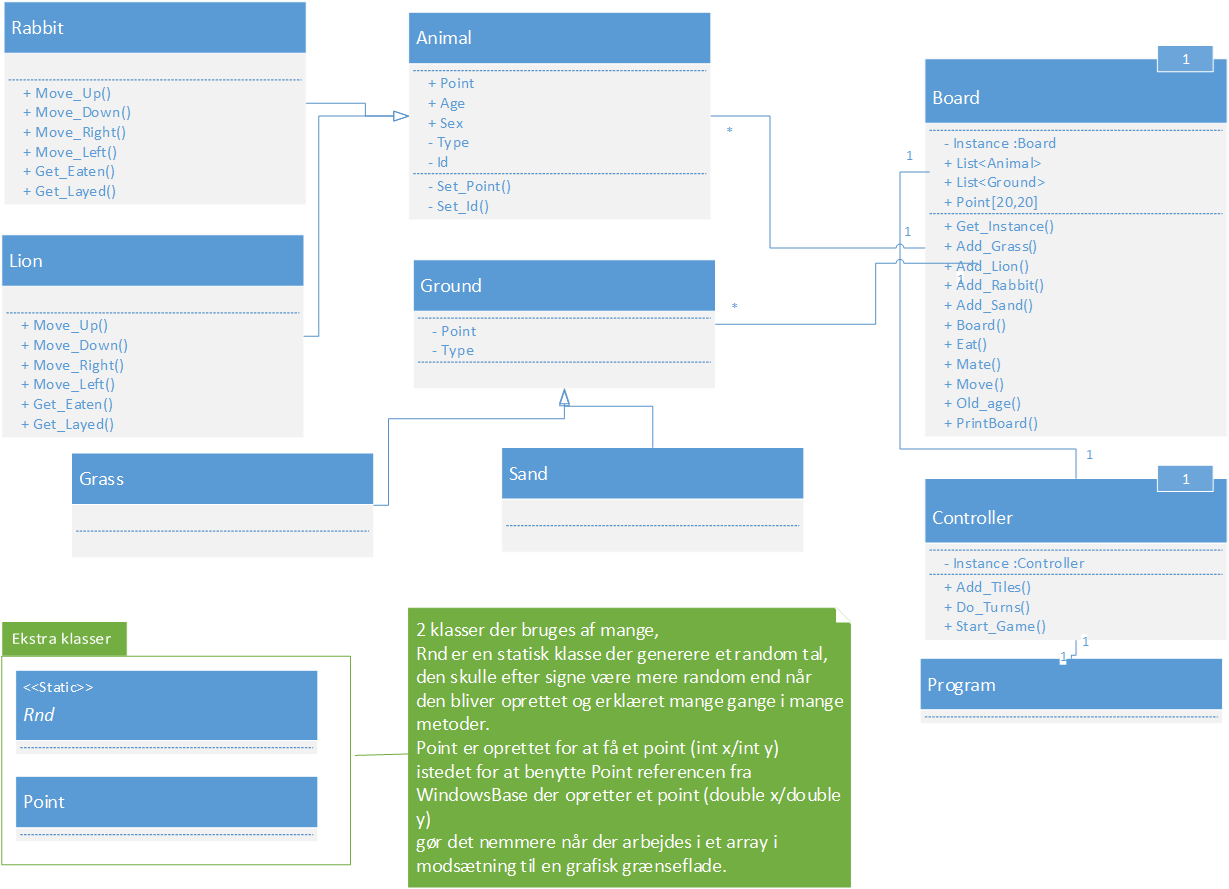 Rabbit
+ Move_Up()
+ Move_Down()
+ Move_Right()
+ Move_Left()
+ Get_Eaten()
+ Get_Layed()
Animal
+ Point
+ Age
+ Sex
- Type
- Id
- Set_Point()
- Set_Id()
*
1
1
Board
- Instance :Board
+ List<Animal>
+ List<Ground>
+ Point[20,20]
+ Get_Instance()
+ Add_Grass()
+ Add_Lion()
+ Add_Rabbit()
+ Add_Sand()
+ Board()
+ Eat()
+ Mate()
+ Move()
+ Old_age()
+ PrintBoard()
1
1
Lion
+ Move_Up()
+ Move_Down()
+ Move_Right()
+ Move_Left()
+ Get_Eaten()
+ Get_Layed()
Ground
- Point
- Type
*
Grass
Sand
1
1
Controller
- Instance :Controller
+ Add_Tiles()
+ Do_Turns()
+ Start_Game()
1
1
Program
Ekstra klasser
<<Static>>
Rnd
Point
2 klasser der bruges af mange,
Rnd er en statisk klasse der generere et random tal,
den skulle efter signe være mere random end når
den bliver oprettet og erklæret mange gange i mange
metoder.
Point er oprettet for at få et point (int x/int y)
istedet for at benytte Point referencen fra
WindowsBase der opretter et point (double x/double
y)
gør det nemmere når der arbejdes i et array i
modsætning til en grafisk grænseflade.